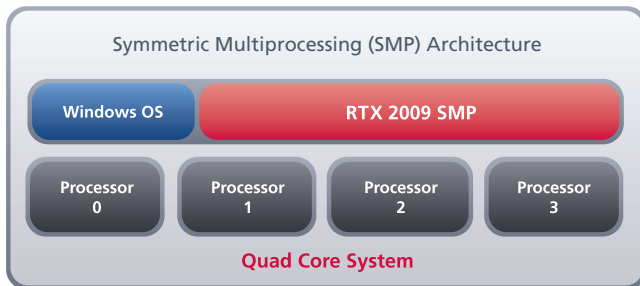 Symmetric Multiprocessing (SMP) Architecture
Windows OS RTX 2009 SMP
Processor Processor Processor Processor
0 1 2 3
Quad Core System